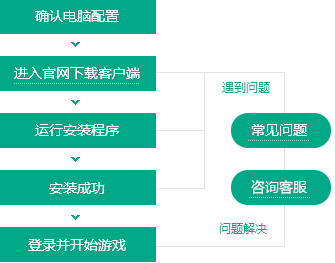 确认电脑配置
进入官网下载客户端
遇到问题
运行安装程序
常见问题
安装成功
咨询客服
问题解决
登录并开始游戏